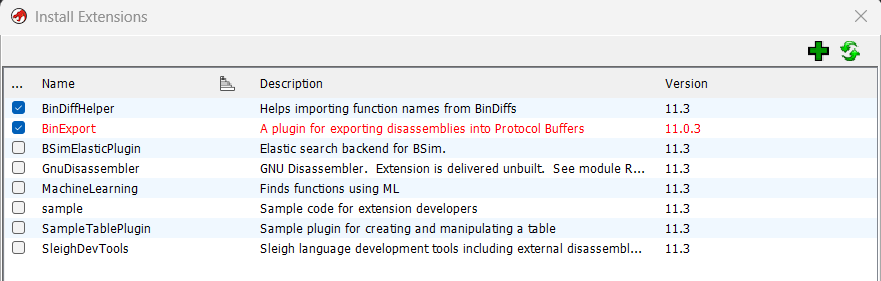 Install Extensions
... Name Description Version
BinDiffHelper Helps importing function names from BinDiffs 11.3
BinExport A plugin for exporting disassemblies into Protocol Buffers 11.0.3
BSimElasticPlugin Elastic search backend for BSim. 11.3
GnuDisassembler GNU Disassembler. Extension is delivered unbuilt. See module R... 11.3
MachineLearning Finds functions using ML 11.3
sample Sample code for extension developers 11.3
SampleTablePlugin Sample plugin for creating and manipulating a table 11.3
SleighDevTools Sleigh language development tools including external disassembl... 11.3